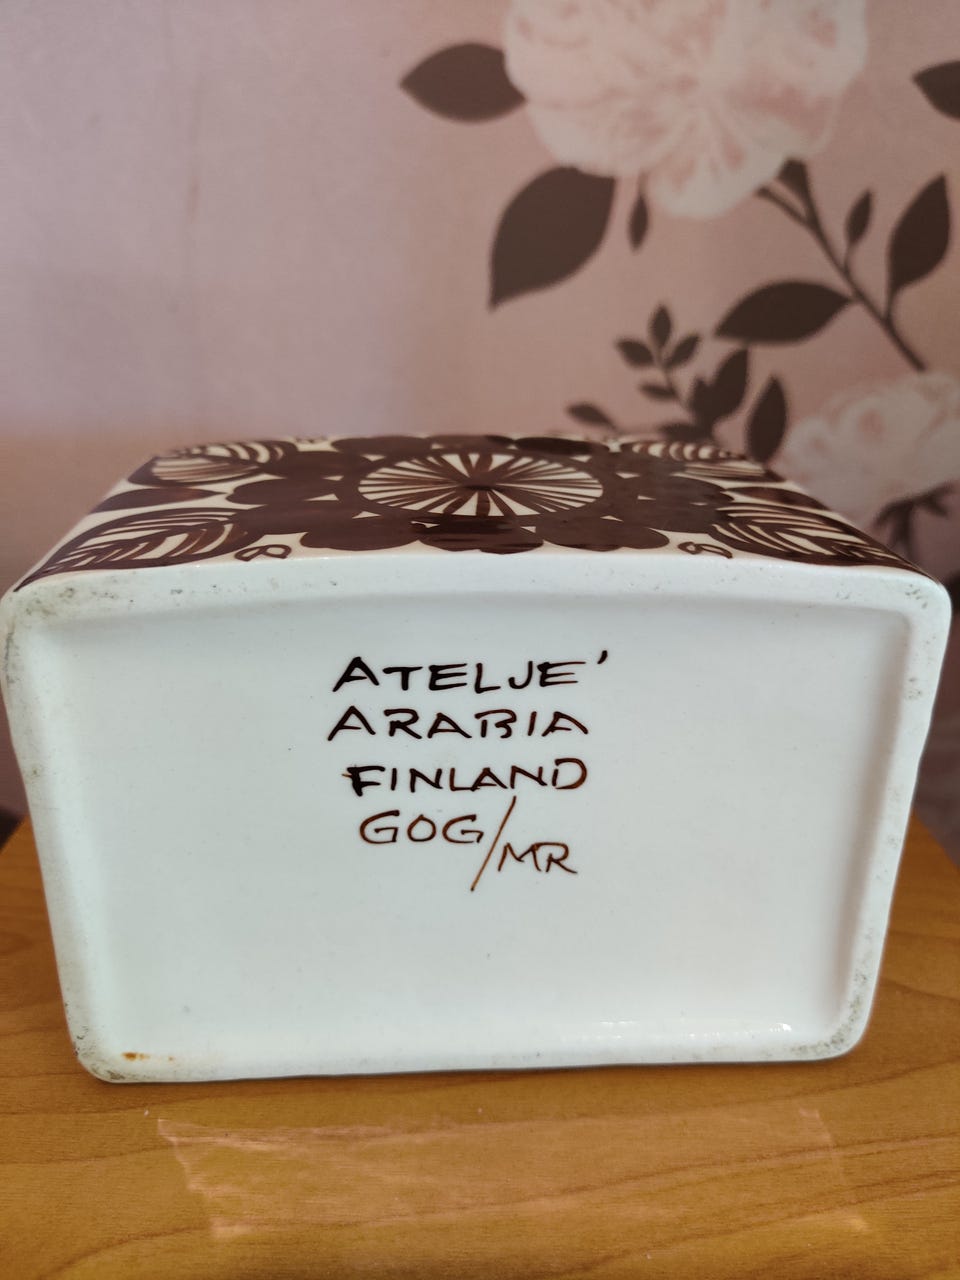 ATELJE'
ARABIA
FINLAND
GOG/MR